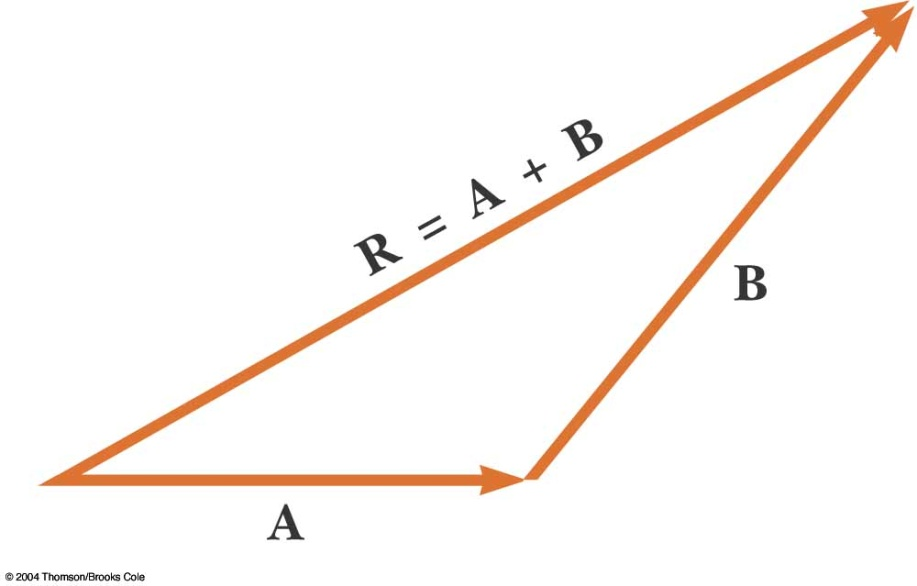 R = A + B
B
A
© 2004 Thomson/Brooks Cole